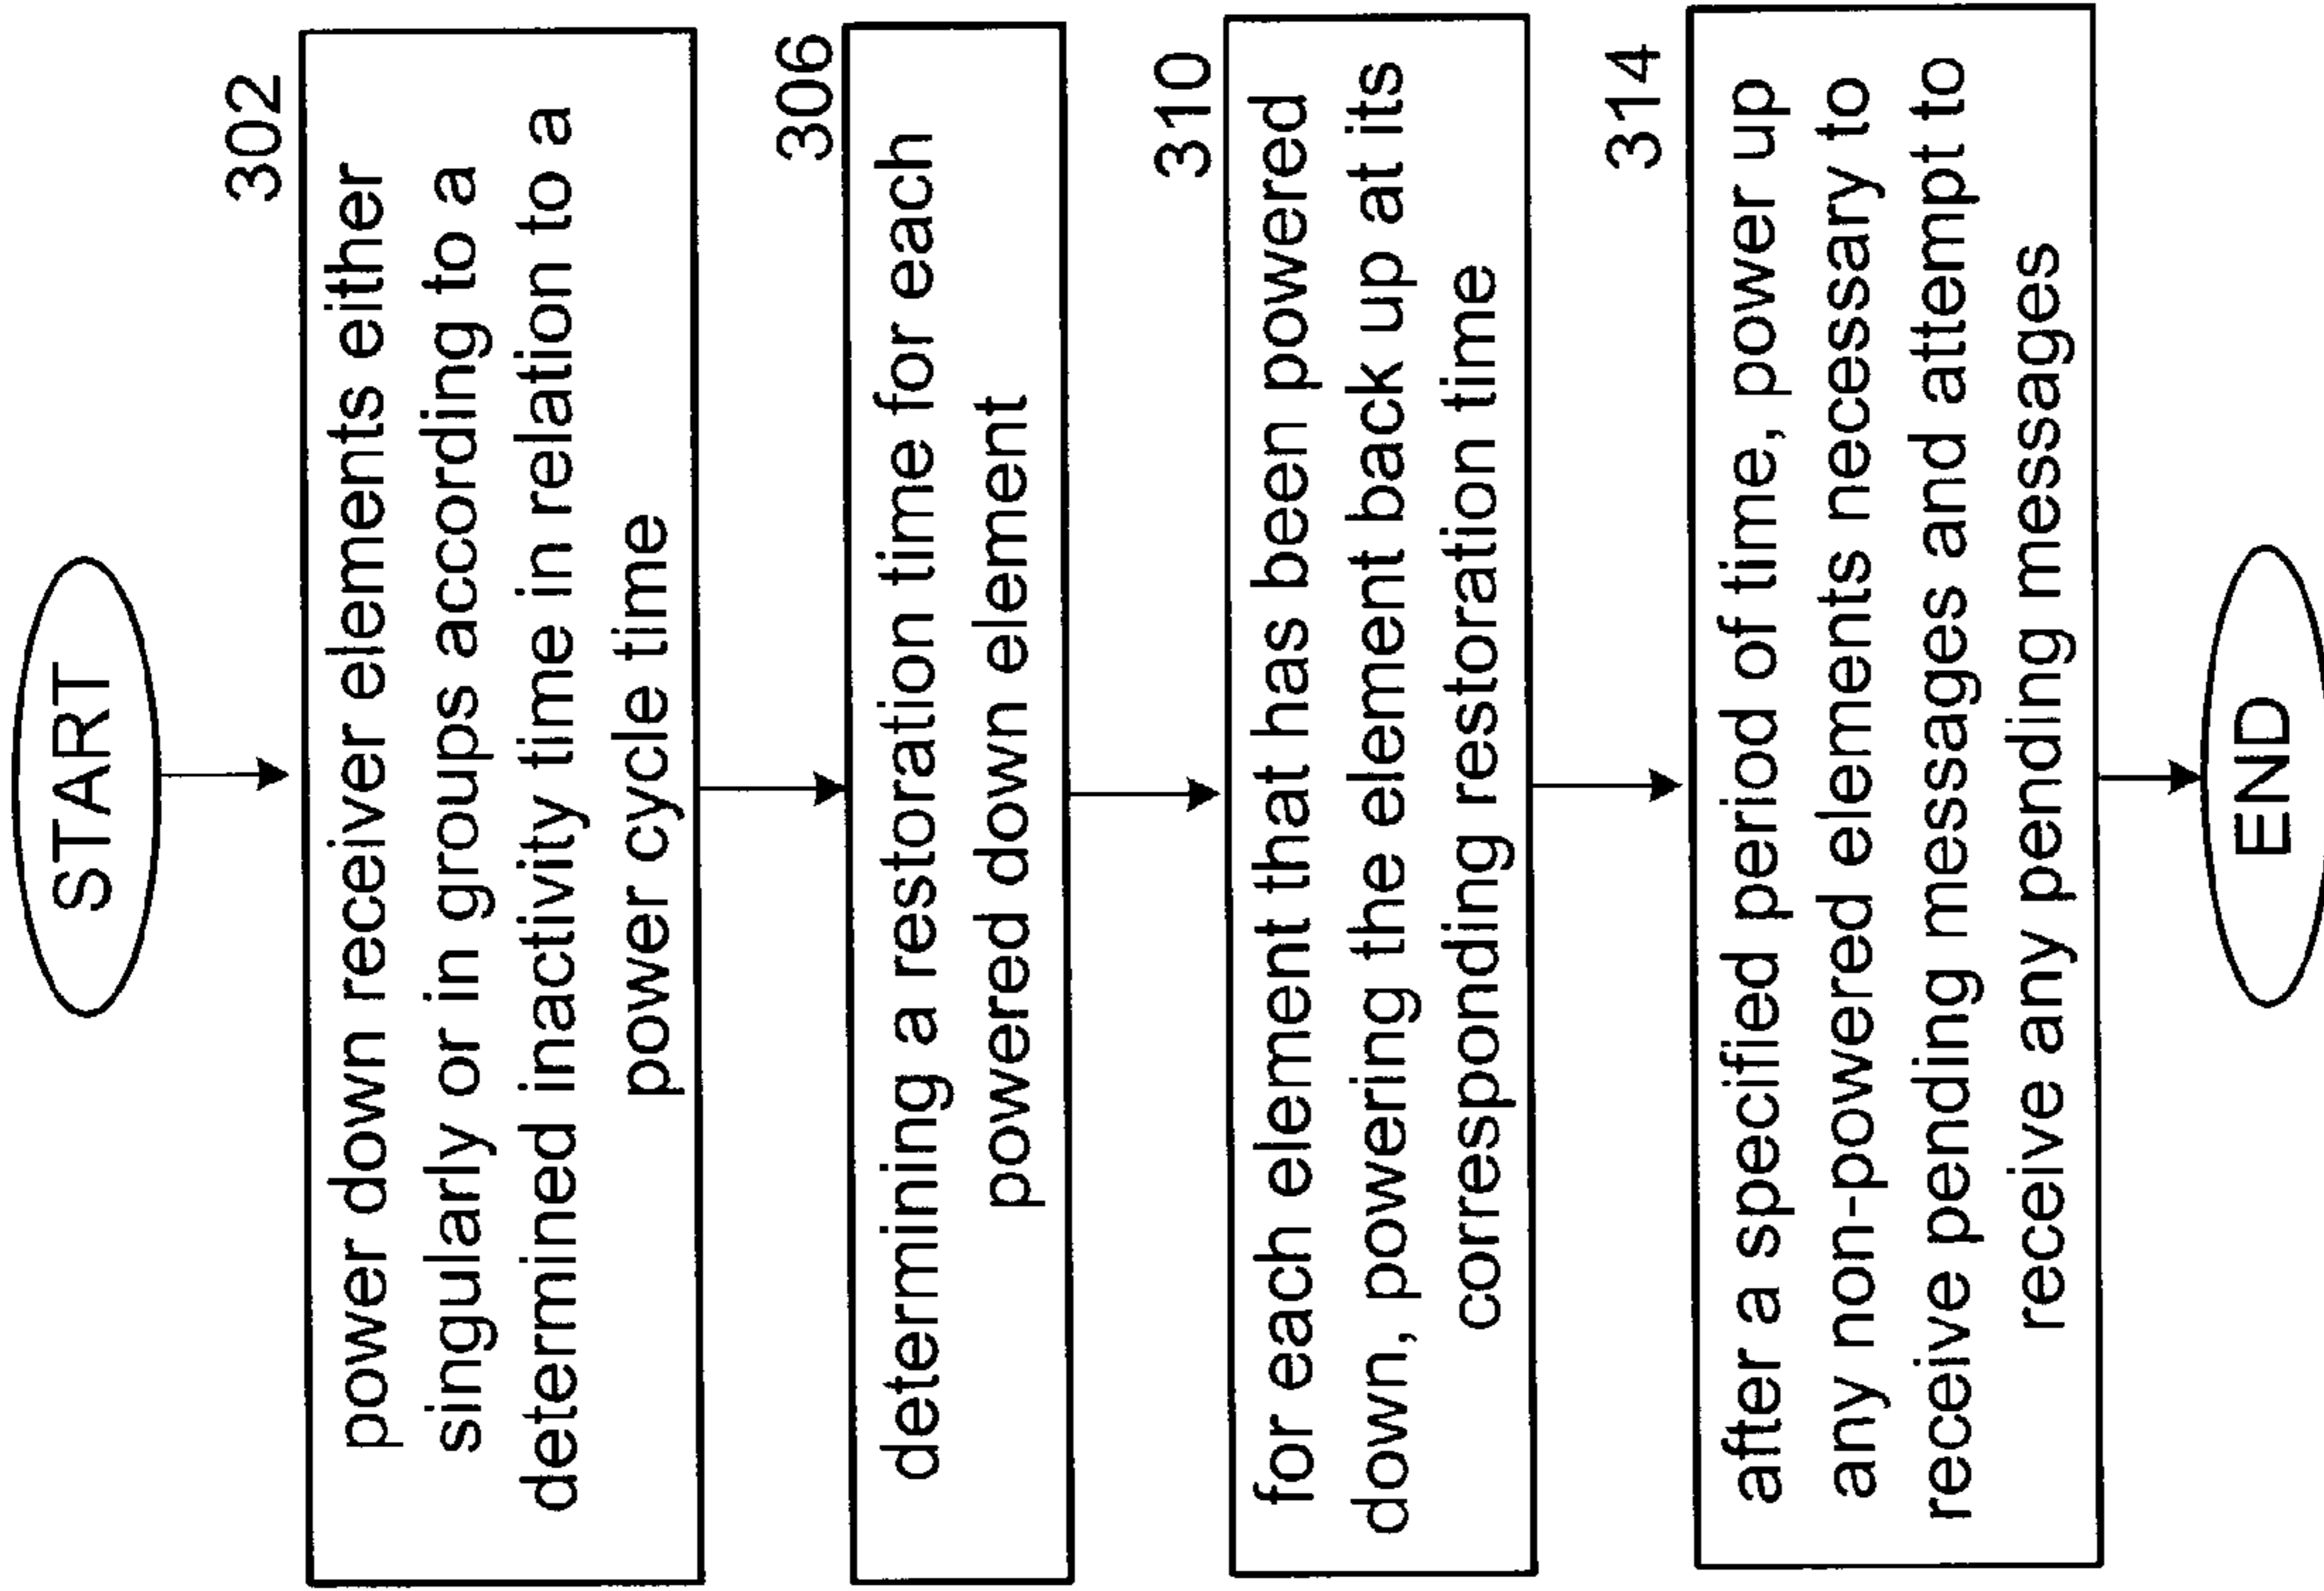 START
302
power down receiver elements either
singularly or in groups according to a
determined inactivity time in relation to a
power cycle time
306
determining a restoration time for each
powered down element
310
for each element that has been powered
down, powering the element back up at its
corresponding restoration time
314
after a specified period of time, power up
any non-powered elements necessary to
receive pending messages and attempt to
receive any pending messages
END